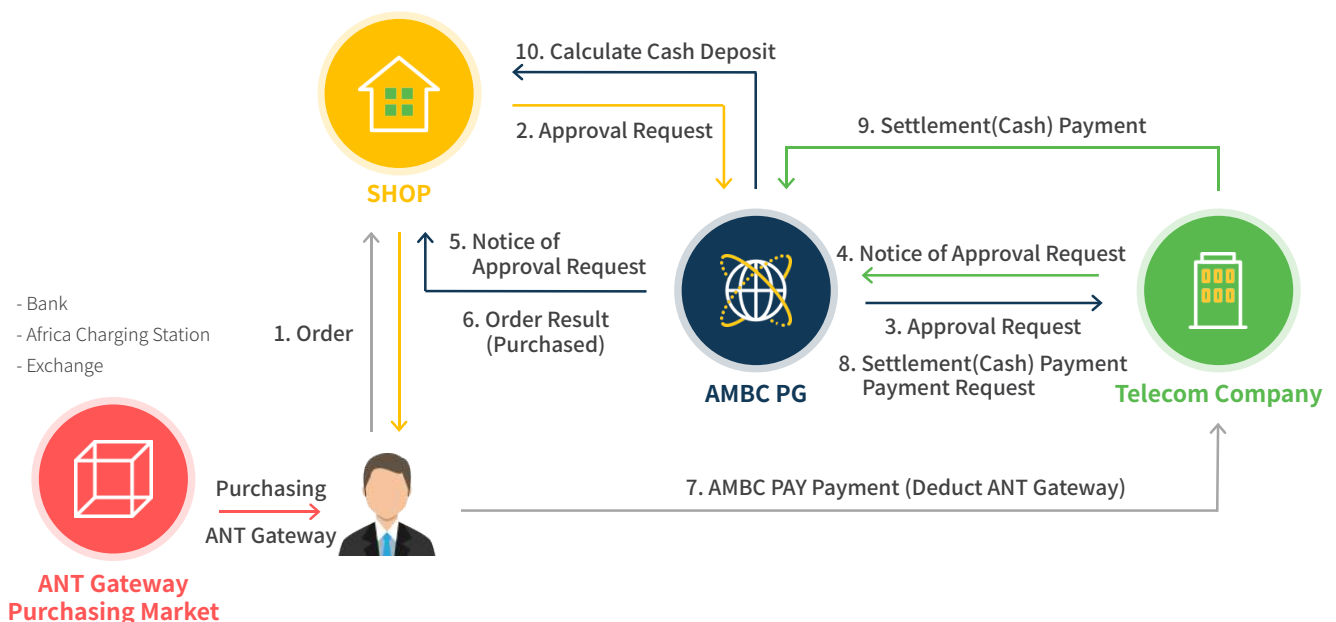 10. Calculate Cash Deposit
2. Approval Request
9. Settlement(Cash) Payment
SHOP
5. Notice of
Approval Request
4. Notice of Approval Request
- Bank
- Africa Charging Station
- Exchange
1. Order
6. Order Result
(Purchased)
3. Approval Request
8. Settlement(Cash) Payment
Payment Request
AMBC PG
Telecom Company
Purchasing
ANT Gateway
7. AMBC PAY Payment (Deduct ANT Gateway)
ANT Gateway
Purchasing Market